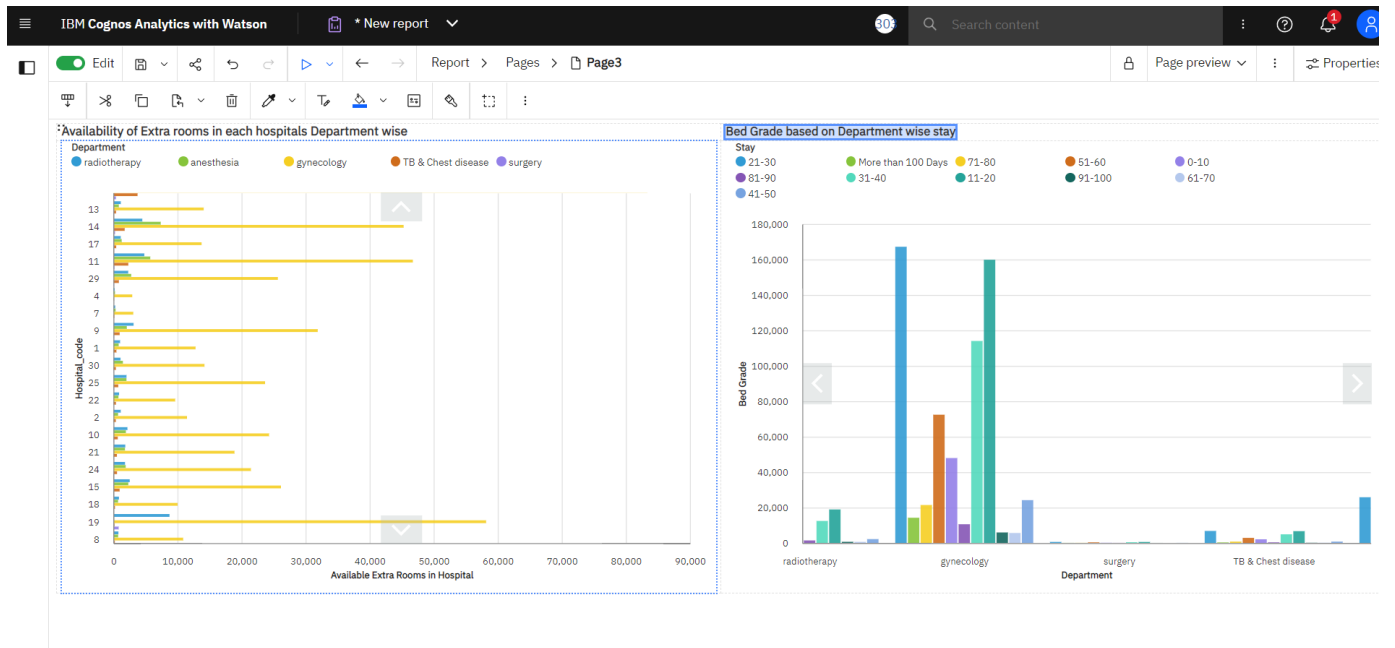 IBM Cognos Analytics with Watson
* New report
303
Search content
1
Edit
Report > Pages > Page3
Page preview
Properties
Availability of Extra rooms in each hospitals Department wise
Department
radiotherapy anesthesia gynecology TB & Chest disease surgery
Hospital_code
13
14
17
11
29
4
7
9
1
30
25
22
2
10
21
24
15
18
19
8
0 10,000 20,000 30,000 40,000 50,000 60,000 70,000 80,000 90,000
Available Extra Rooms in Hospital
Bed Grade based on Department wise stay
Stay
21-30 More than 100 Days 71-80 51-60 0-10
81-90 31-40 11-20 91-100 61-70
41-50
Bed Grade
180,000
160,000
140,000
120,000
100,000
80,000
60,000
40,000
20,000
0
radiotherapy gynecology surgery TB & Chest disease
Department